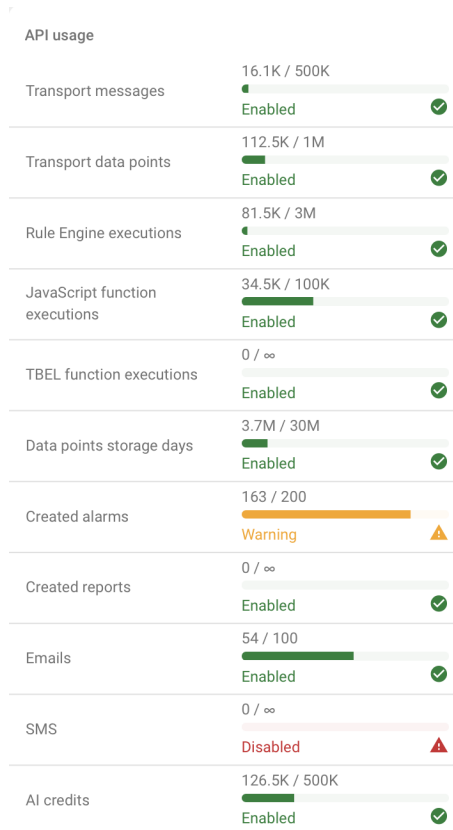 API usage
Transport messages
16.1K / 500K
Enabled
Transport data points
112.5K / 1M
Enabled
Rule Engine executions
81.5K / 3M
Enabled
JavaScript function
executions
34.5K / 100K
Enabled
TBEL function executions
0 / ∞
Enabled
Data points storage days
3.7M / 30M
Enabled
Created alarms
163 / 200
Warning
Created reports
0 / ∞
Enabled
Emails
54 / 100
Enabled
SMS
0 / ∞
Disabled
AI credits
126.5K / 500K
Enabled